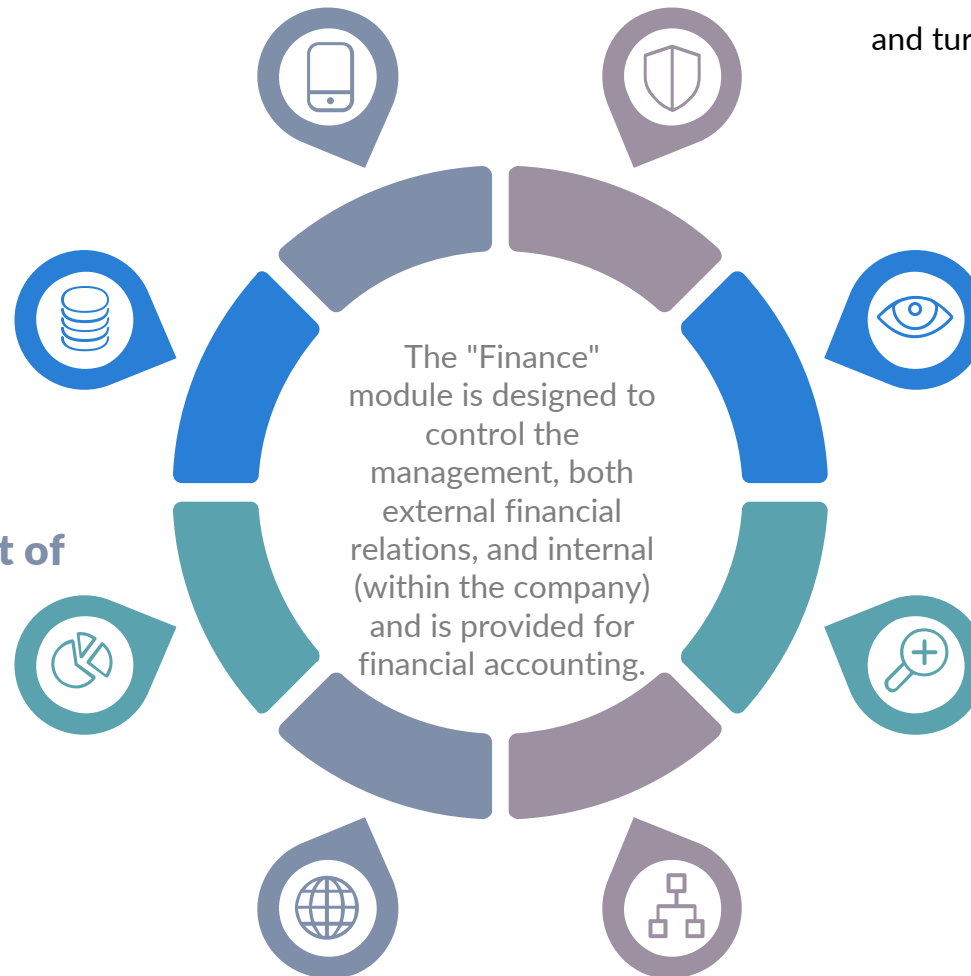 and tur
The "Finance"
module is designed to
control the
management, both
external financial
relations, and internal
(within the company)
and is provided for
financial accounting.
t of